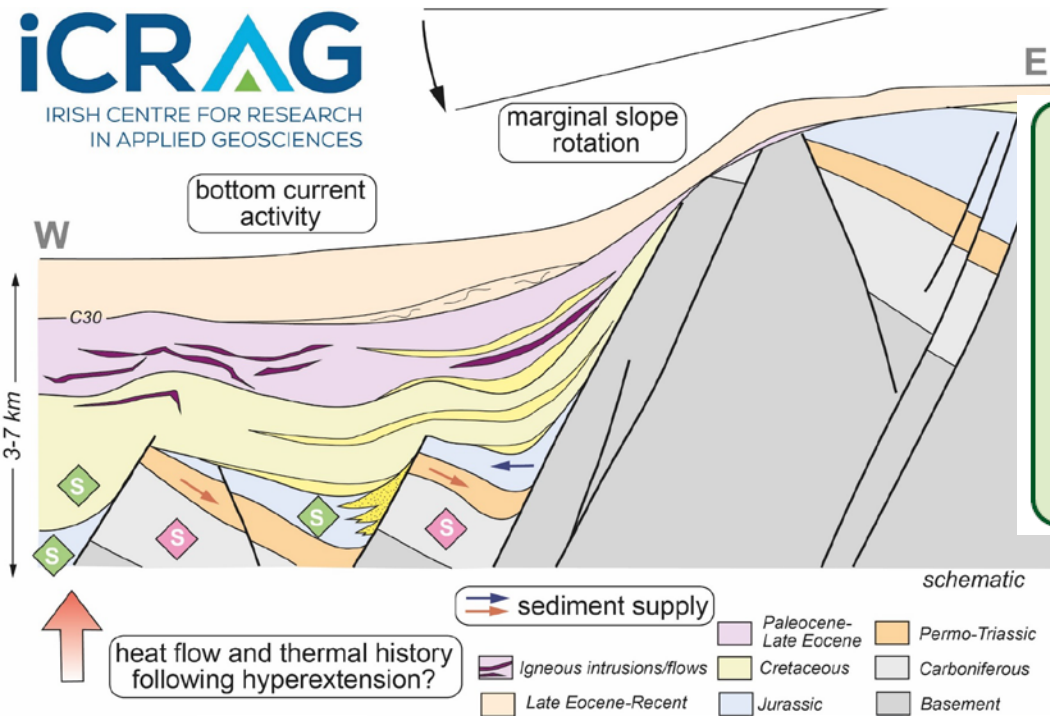 iCRAG
IRISH CENTRE FOR RESEARCH
IN APPLIED GEOSCIENCES
E
marginal slope
rotation
bottom current
activity
W
C30
3-7 km
S
S
S
S
S
schematic
sediment supply
heat flow and thermal history
following hyperextension?
Igneous intrusions/flows
Late Eocene-Recent
Paleocene-
Late Eocene
Cretaceous
Jurassic
Permo-Triassic
Carboniferous
Basement